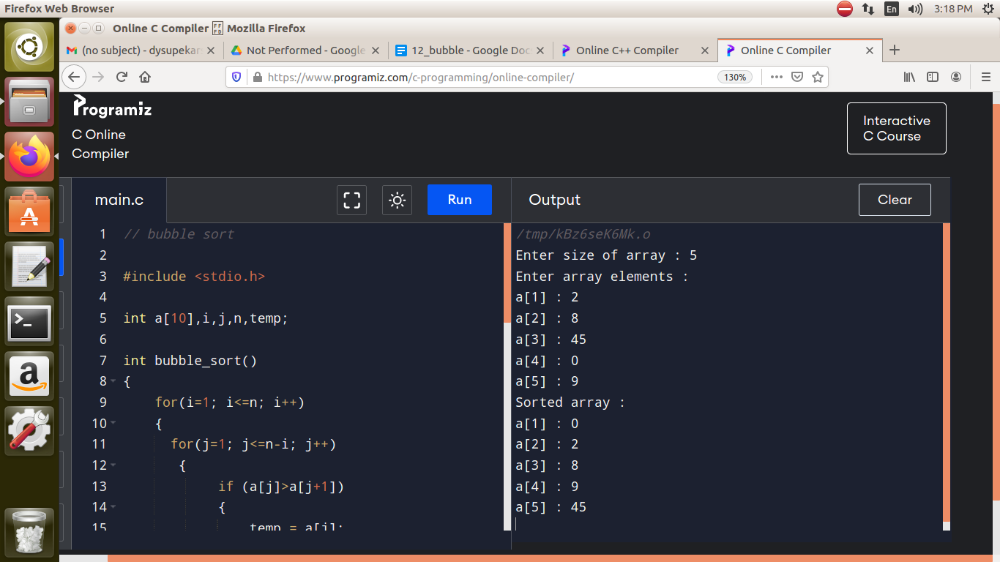 Firefox Web Browser
En
3:18 PM
Online C Compiler FFFD Mozilla Firefox
(no subject) - dysupekar
Not Performed - Google
12_bubble - Google Doc
Online C++ Compiler
Online C Compiler
https://www.programiz.com/c-programming/online-compiler/
130%
Programiz
C Online
Compiler
Interactive
C Course
main.c
Run
Output
Clear
1 // bubble sort
2
3 #include <stdio.h>
4
5 int a[10],i,j,n,temp;
6
7 int bubble_sort()
8 {
9 for(i=1; i<=n; i++)
10 {
11 for(j=1; j<=n-i; j++)
12 {
13 if (a[j]>a[j+1])
14 {
15 temp = a[j];
/tmp/kBz6seK6Mk.o
Enter size of array : 5
Enter array elements :
a[1] : 2
a[2] : 8
a[3] : 45
a[4] : 0
a[5] : 9
Sorted array :
a[1] : 0
a[2] : 2
a[3] : 8
a[4] : 9
a[5] : 45